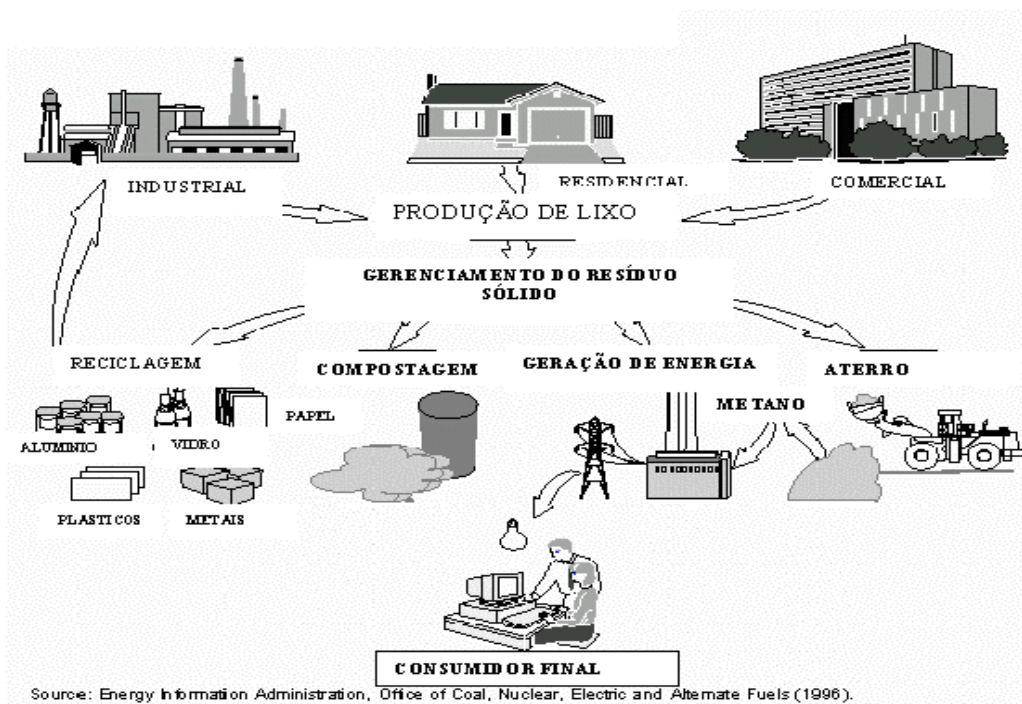 INDUSTRIAL
RESIDENCIAL
COMERCIAL
PRODUÇÃO DE LIXO
GERENCIAMENTO DO RESÍDUO
SÓLIDO
RECICLAGEM
COMPOSTAGEM
GERAÇÃO DE ENERGIA
ATERRO
METANO
ALUMINIO
VIDRO
PAPEL
PLASTICOS
METAIS
CONSUMIDOR FINAL
Source: Energy Information Administration, Office of Coal, Nuclear, Electric and Alternate Fuels (1996).